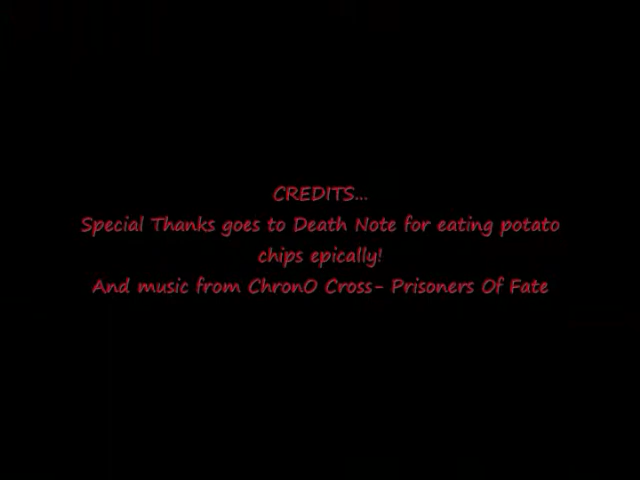 CREDITS...
Special Thanks goes to Death Note for eating potato
chips epically!
And music from ChronO Cross- Prisoners Of Fate